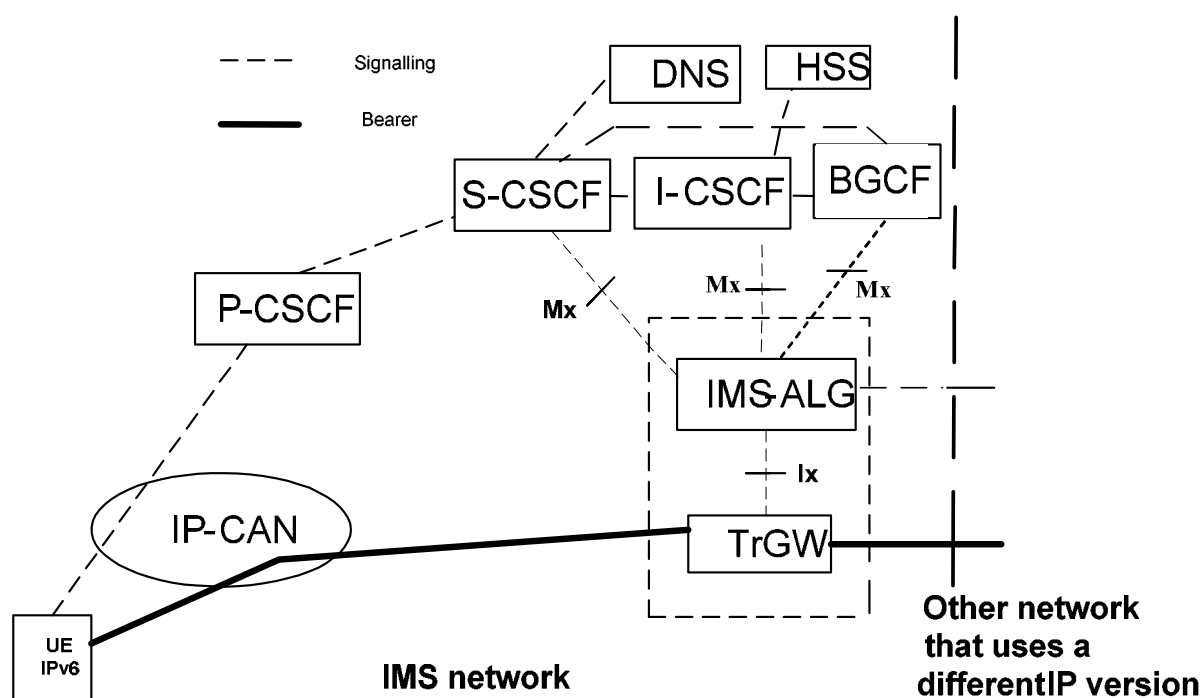 Signalling
Bearer
DNS
HSS
S-CSCF
I-CSCF
BGCF
P-CSCF
Mx
Mx
Mx
IMS-ALG
Ix
IP-CAN
TrGW
UE
IPv6
IMS network
Other network
that uses a
differentIP version